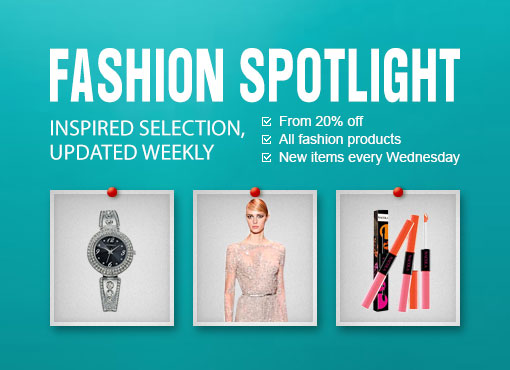 FASHION SPOTLIGHT
INSPIRED SELECTION,
UPDATED WEEKLY
From 20% off
All fashion products
New items every Wednesday